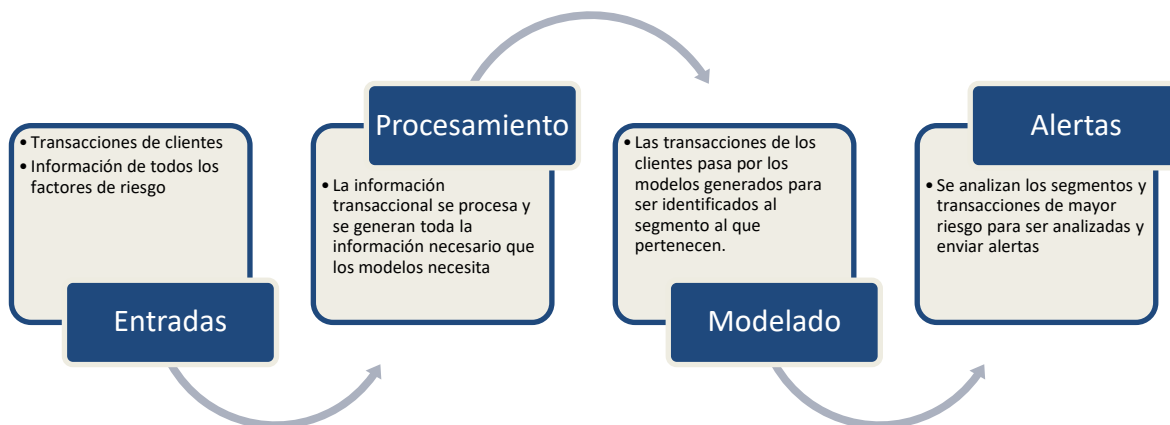 • Transacciones de clientes
• Información de todos los
factores de riesgo
Entradas
Procesamiento
• La información
transaccional se procesa y
se generan toda la
información necesario que
los modelos necesita
• Las transacciones de los
clientes pasa por los
modelos generados para
ser identificados al
segmento al que
pertenecen.
Modelado
Alertas
• Se analizan los segmentos y
transacciones de mayor
riesgo para ser analizadas y
enviar alertas